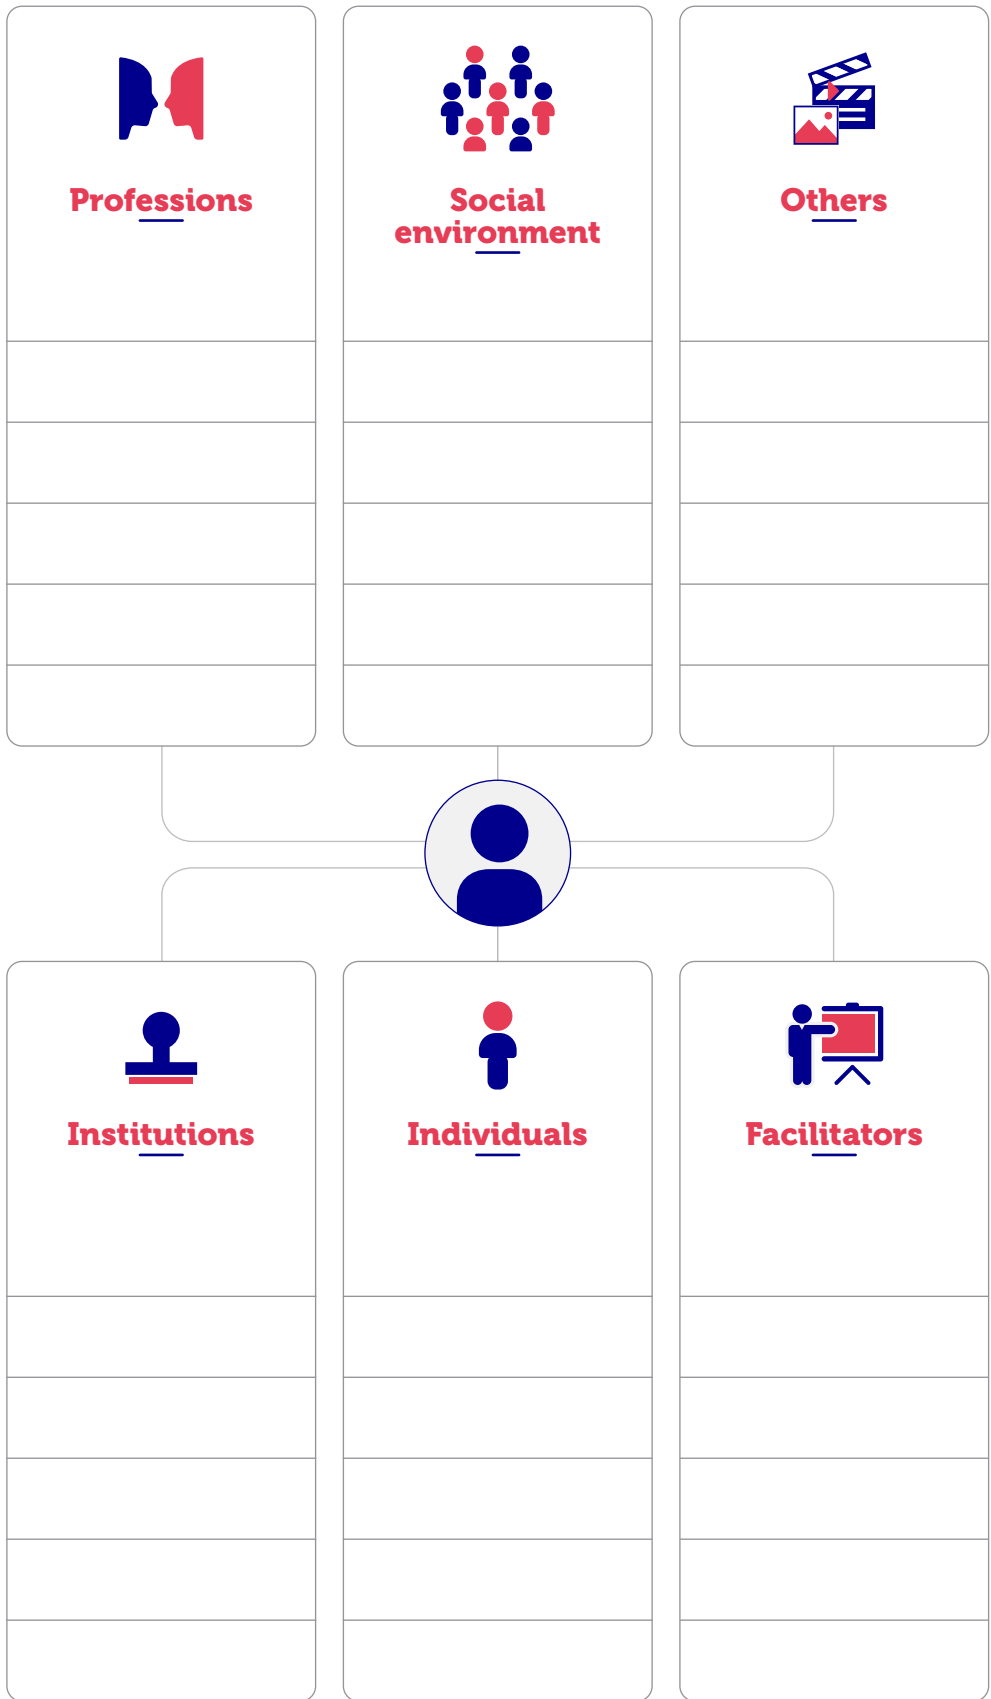 Professions
Social
environment
Others
Institutions
Individuals
Facilitators